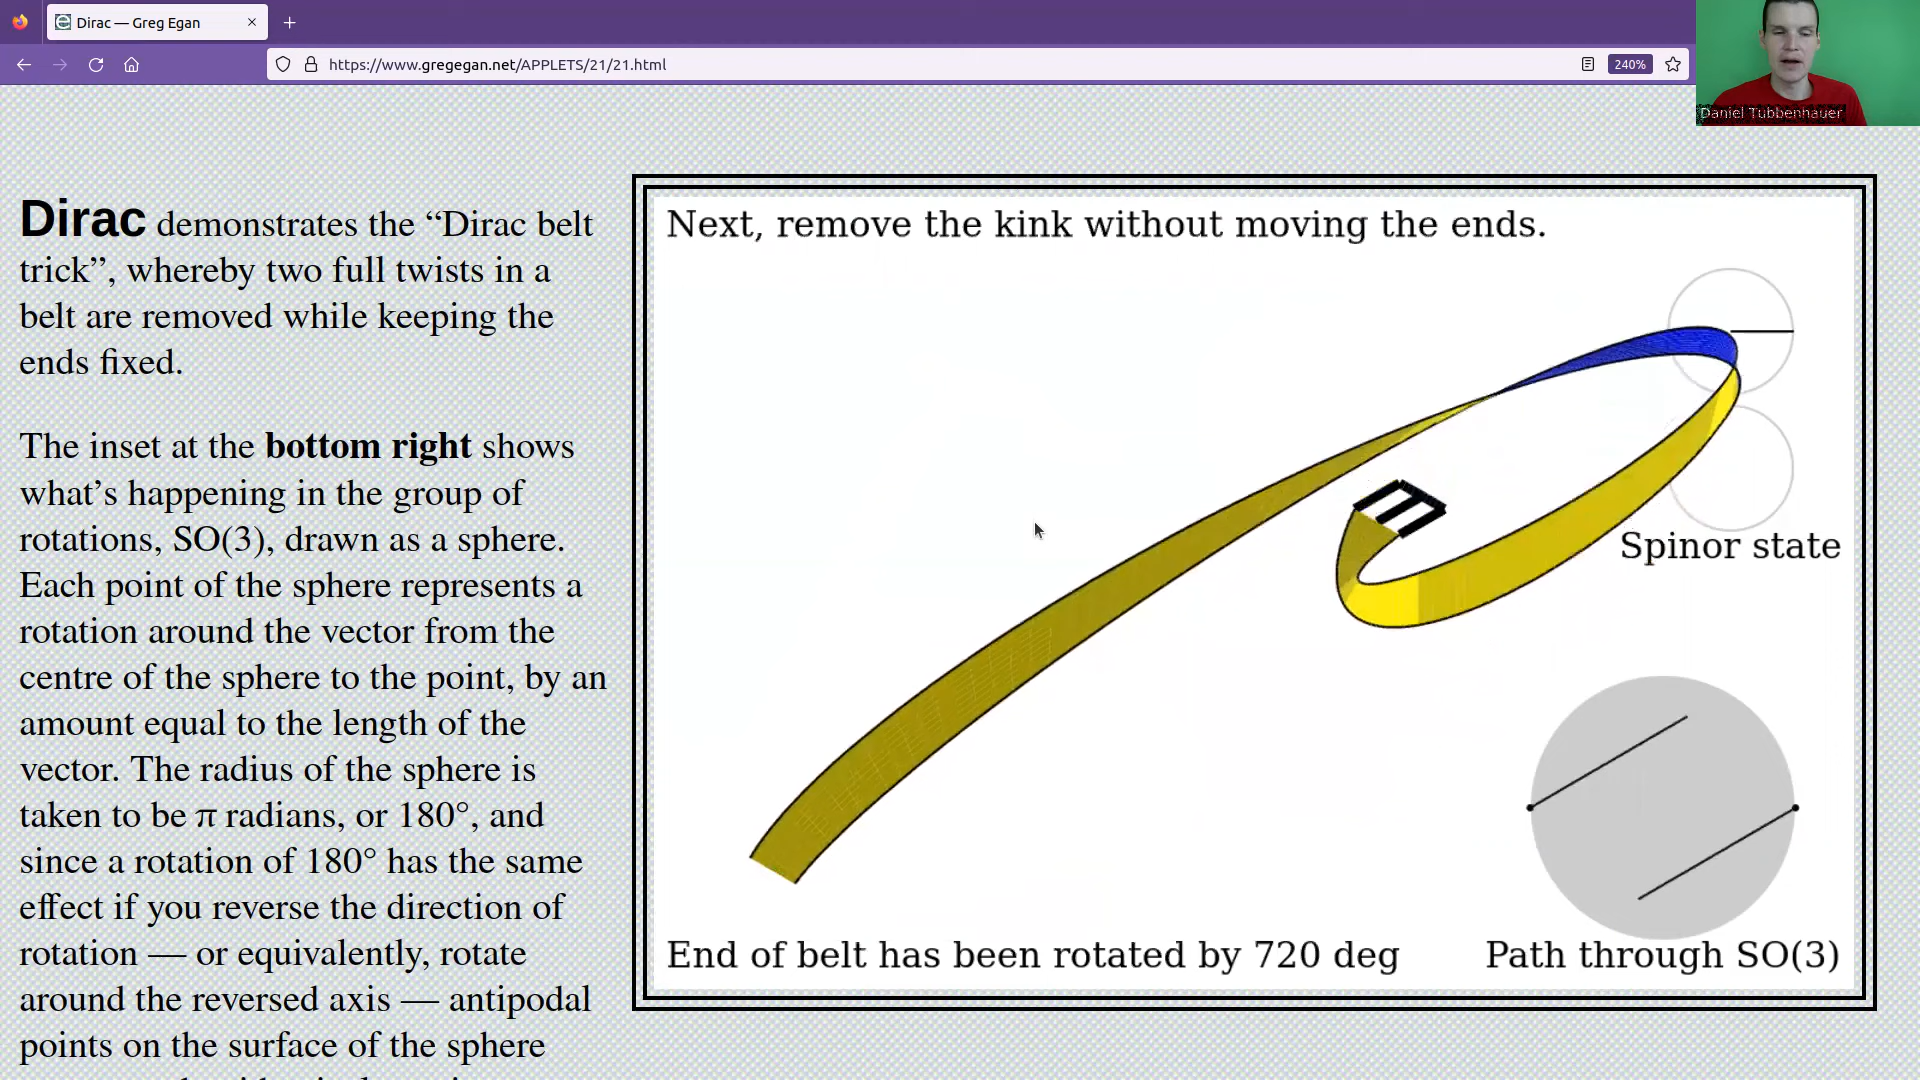 Dirac — Greg Egan
https://www.gregegan.net/APPLETS/21/21.html
240%
Daniel Tubbenhauer
Dirac demonstrates the “Dirac belt
trick”, whereby two full twists in a
belt are removed while keeping the
ends fixed.
The inset at the bottom right shows
what’s happening in the group of
rotations, SO(3), drawn as a sphere.
Each point of the sphere represents a
rotation around the vector from the
centre of the sphere to the point, by an
amount equal to the length of the
vector. The radius of the sphere is
taken to be π radians, or 180°, and
since a rotation of 180° has the same
effect if you reverse the direction of
rotation — or equivalently, rotate
around the reversed axis — antipodal
points on the surface of the sphere
Next, remove the kink without moving the ends.
Spinor state
End of belt has been rotated by 720 deg
Path through SO(3)